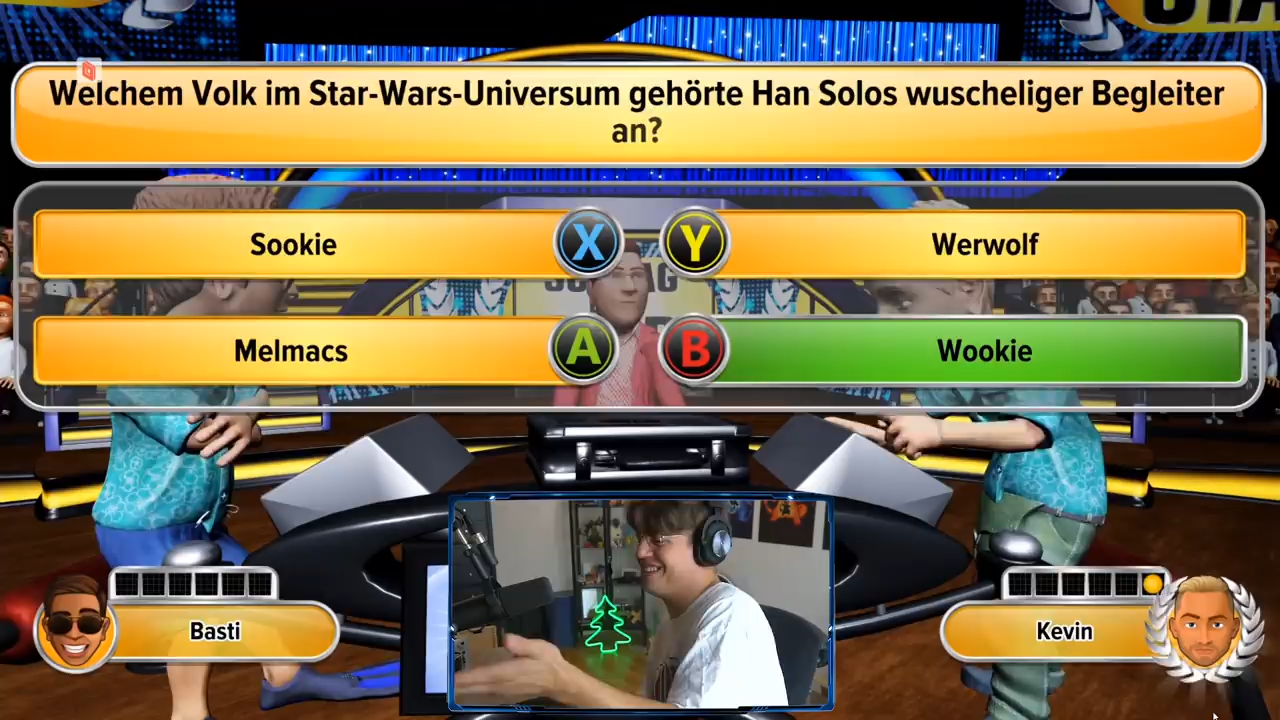 Welchem Volk im Star-Wars-Universum gehörte Han Solos wuscheliger Begleiter
an?
Sookie
X
Y
Werwolf
Melmacs
A
B
Wookie
Basti
Kevin